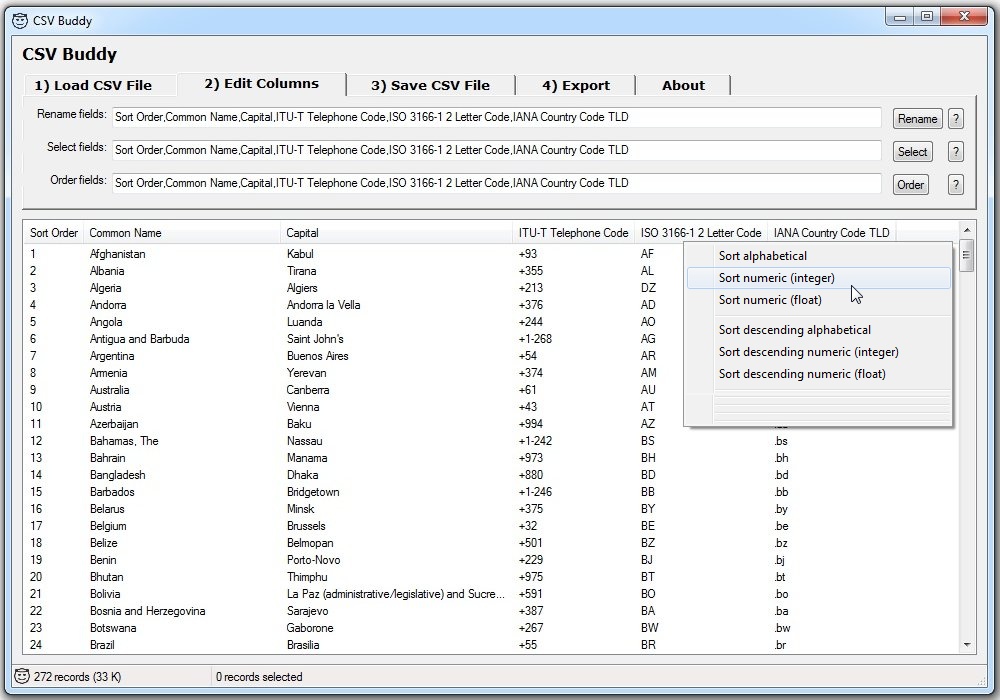 CSV Buddy
CSV Buddy
1) Load CSV File 2) Edit Columns 3) Save CSV File 4) Export About
Rename fields: Sort Order,Common Name,Capital,ITU-T Telephone Code,ISO 3166-1 2 Letter Code,IANA Country Code TLD Rename ?
Select fields: Sort Order,Common Name,Capital,ITU-T Telephone Code,ISO 3166-1 2 Letter Code,IANA Country Code TLD Select ?
Order fields: Sort Order,Common Name,Capital,ITU-T Telephone Code,ISO 3166-1 2 Letter Code,IANA Country Code TLD Order ?
Sort Order Common Name Capital ITU-T Telephone Code ISO 3166-1 2 Letter Code IANA Country Code TLD
1 Afghanistan Kabul +93 AF Sort alphabetical
2 Albania Tirana +355 AL Sort numeric (integer)
3 Algeria Algiers +213 DZ Sort numeric (float)
4 Andorra Andorra la Vella +376 AD
5 Angola Luanda +244 AO Sort descending alphabetical
6 Antigua and Barbuda Saint John's +1-268 AG Sort descending numeric (integer)
7 Argentina Buenos Aires +54 AR
8 Armenia Yerevan +374 AM Sort descending numeric (float)
9 Australia Canberra +61 AU
10 Austria Vienna +43 AT
11 Azerbaijan Baku +994 AZ
12 Bahamas, The Nassau +1-242 BS .bs
13 Bahrain Manama +973 BH .bh
14 Bangladesh Dhaka +880 BD .bd
15 Barbados Bridgetown +1-246 BB .bb
16 Belarus Minsk +375 BY .by
17 Belgium Brussels +32 BE .be
18 Belize Belmopan +501 BZ .bz
19 Benin Porto-Novo +229 BJ .bj
20 Bhutan Thimphu +975 BT .bt
21 Bolivia La Paz (administrative/legislative) and Sucre... +591 BO .bo
22 Bosnia and Herzegovina Sarajevo +387 BA .ba
23 Botswana Gaborone +267 BW .bw
24 Brazil Brasilia +55 BR .br
272 records (33 K) 0 records selected